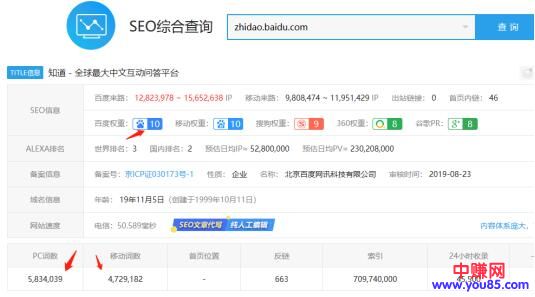 SEO综合查询
zhidao.baidu.com
查 询
TITLE信息 知道 - 全球最大中文互动问答平台
SEO信息
百度来路： 12,823,978 ~ 15,652,638 IP 移动来路： 9,808,474 ~ 11,951,429 IP 出站链接： 0 首页内链： 46
百度权重： 10 移动权重： 10 搜狗权重： 9 360权重： 8 谷歌PR： 8
ALEXA排名 世界排名：3 国内排名：2 预估日均IP≈ 52,800,000 预估日均PV≈ 230,208,000
备案信息 备案号：京ICP证030173号-1 性质： 企业 名称： 北京百度网讯科技有限公司 审核时间： 2019-08-23
域名信息 年龄：19年11月5日（创建于1999年10月11日）
网站速度 电信：50.589毫秒 SEO文章代写 纯人工编辑 内容体系庞大，
PC词数 移动词数 首页位置 反链 索引 24小时收录
5,834,039 4,729,182 - 663 709,740,000
中赚网
www.you85.com